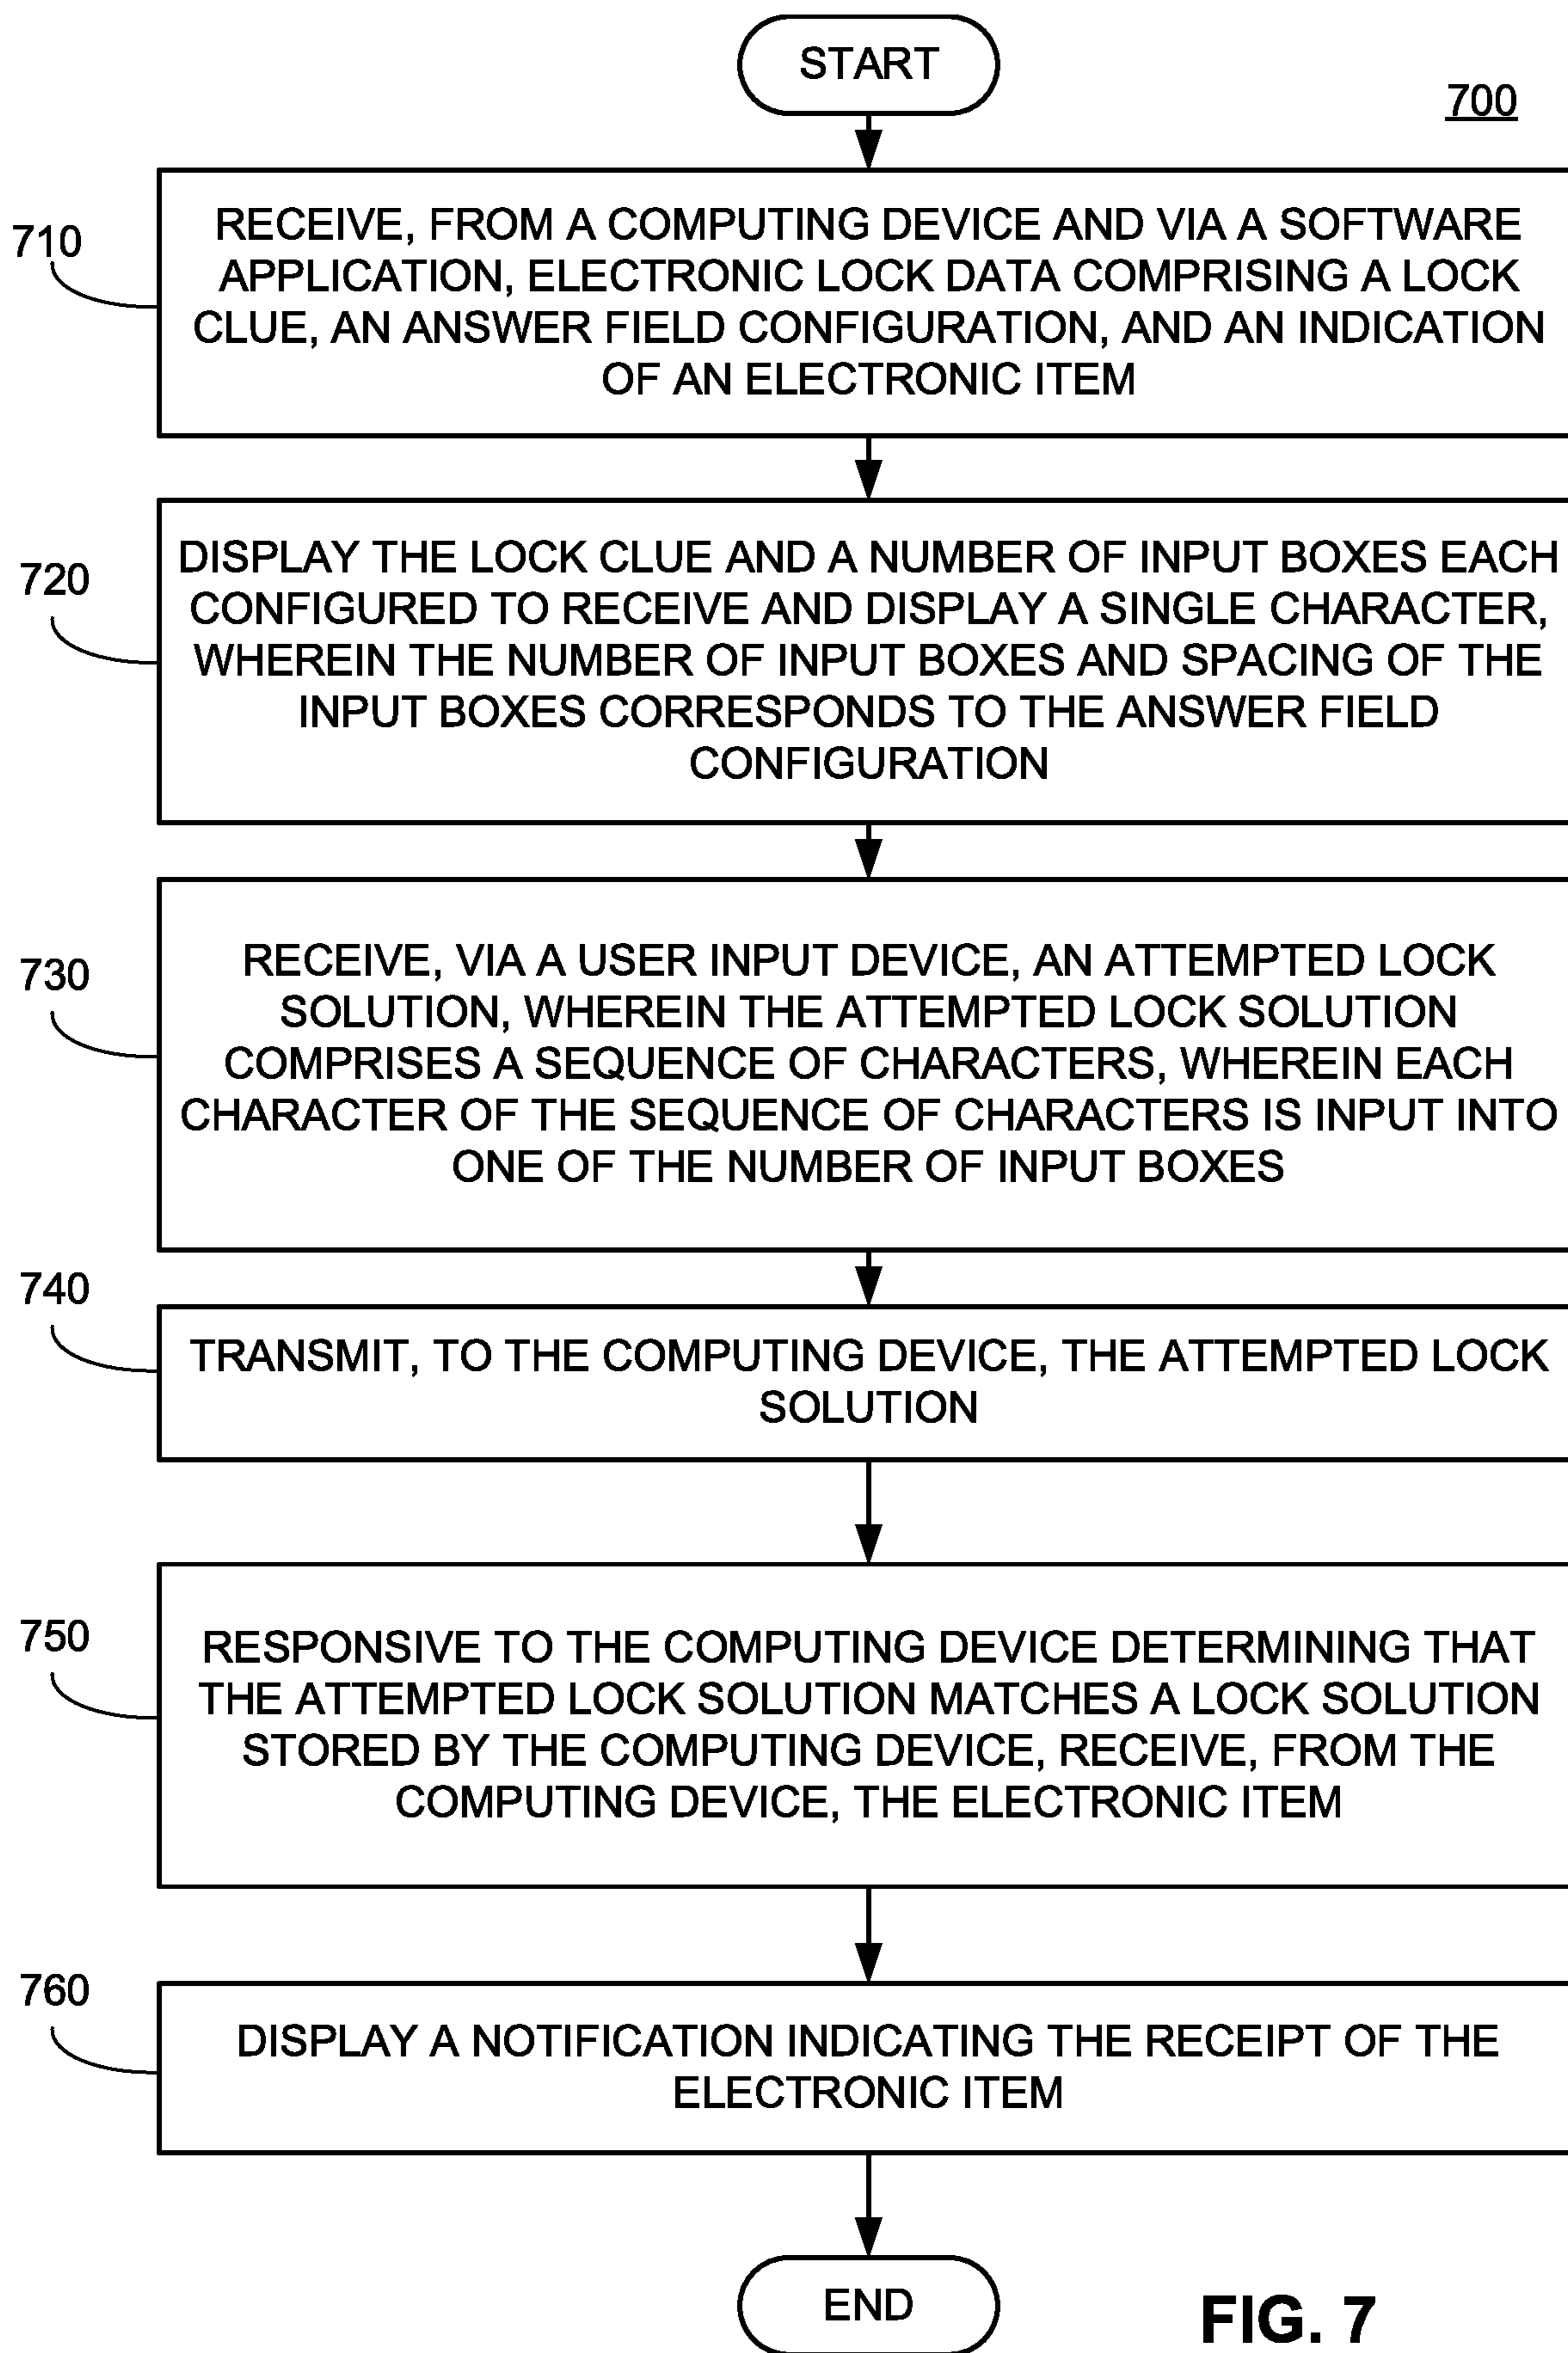 START
700
710
RECEIVE, FROM A COMPUTING DEVICE AND VIA A SOFTWARE
APPLICATION, ELECTRONIC LOCK DATA COMPRISING A LOCK
CLUE, AN ANSWER FIELD CONFIGURATION, AND AN INDICATION
OF AN ELECTRONIC ITEM
720
DISPLAY THE LOCK CLUE AND A NUMBER OF INPUT BOXES EACH
CONFIGURED TO RECEIVE AND DISPLAY A SINGLE CHARACTER,
WHEREIN THE NUMBER OF INPUT BOXES AND SPACING OF THE
INPUT BOXES CORRESPONDS TO THE ANSWER FIELD
CONFIGURATION
730
RECEIVE, VIA A USER INPUT DEVICE, AN ATTEMPTED LOCK
SOLUTION, WHEREIN THE ATTEMPTED LOCK SOLUTION
COMPRISES A SEQUENCE OF CHARACTERS, WHEREIN EACH
CHARACTER OF THE SEQUENCE OF CHARACTERS IS INPUT INTO
ONE OF THE NUMBER OF INPUT BOXES
740
TRANSMIT, TO THE COMPUTING DEVICE, THE ATTEMPTED LOCK
SOLUTION
750
RESPONSIVE TO THE COMPUTING DEVICE DETERMINING THAT
THE ATTEMPTED LOCK SOLUTION MATCHES A LOCK SOLUTION
STORED BY THE COMPUTING DEVICE, RECEIVE, FROM THE
COMPUTING DEVICE, THE ELECTRONIC ITEM
760
DISPLAY A NOTIFICATION INDICATING THE RECEIPT OF THE
ELECTRONIC ITEM
END
FIG. 7